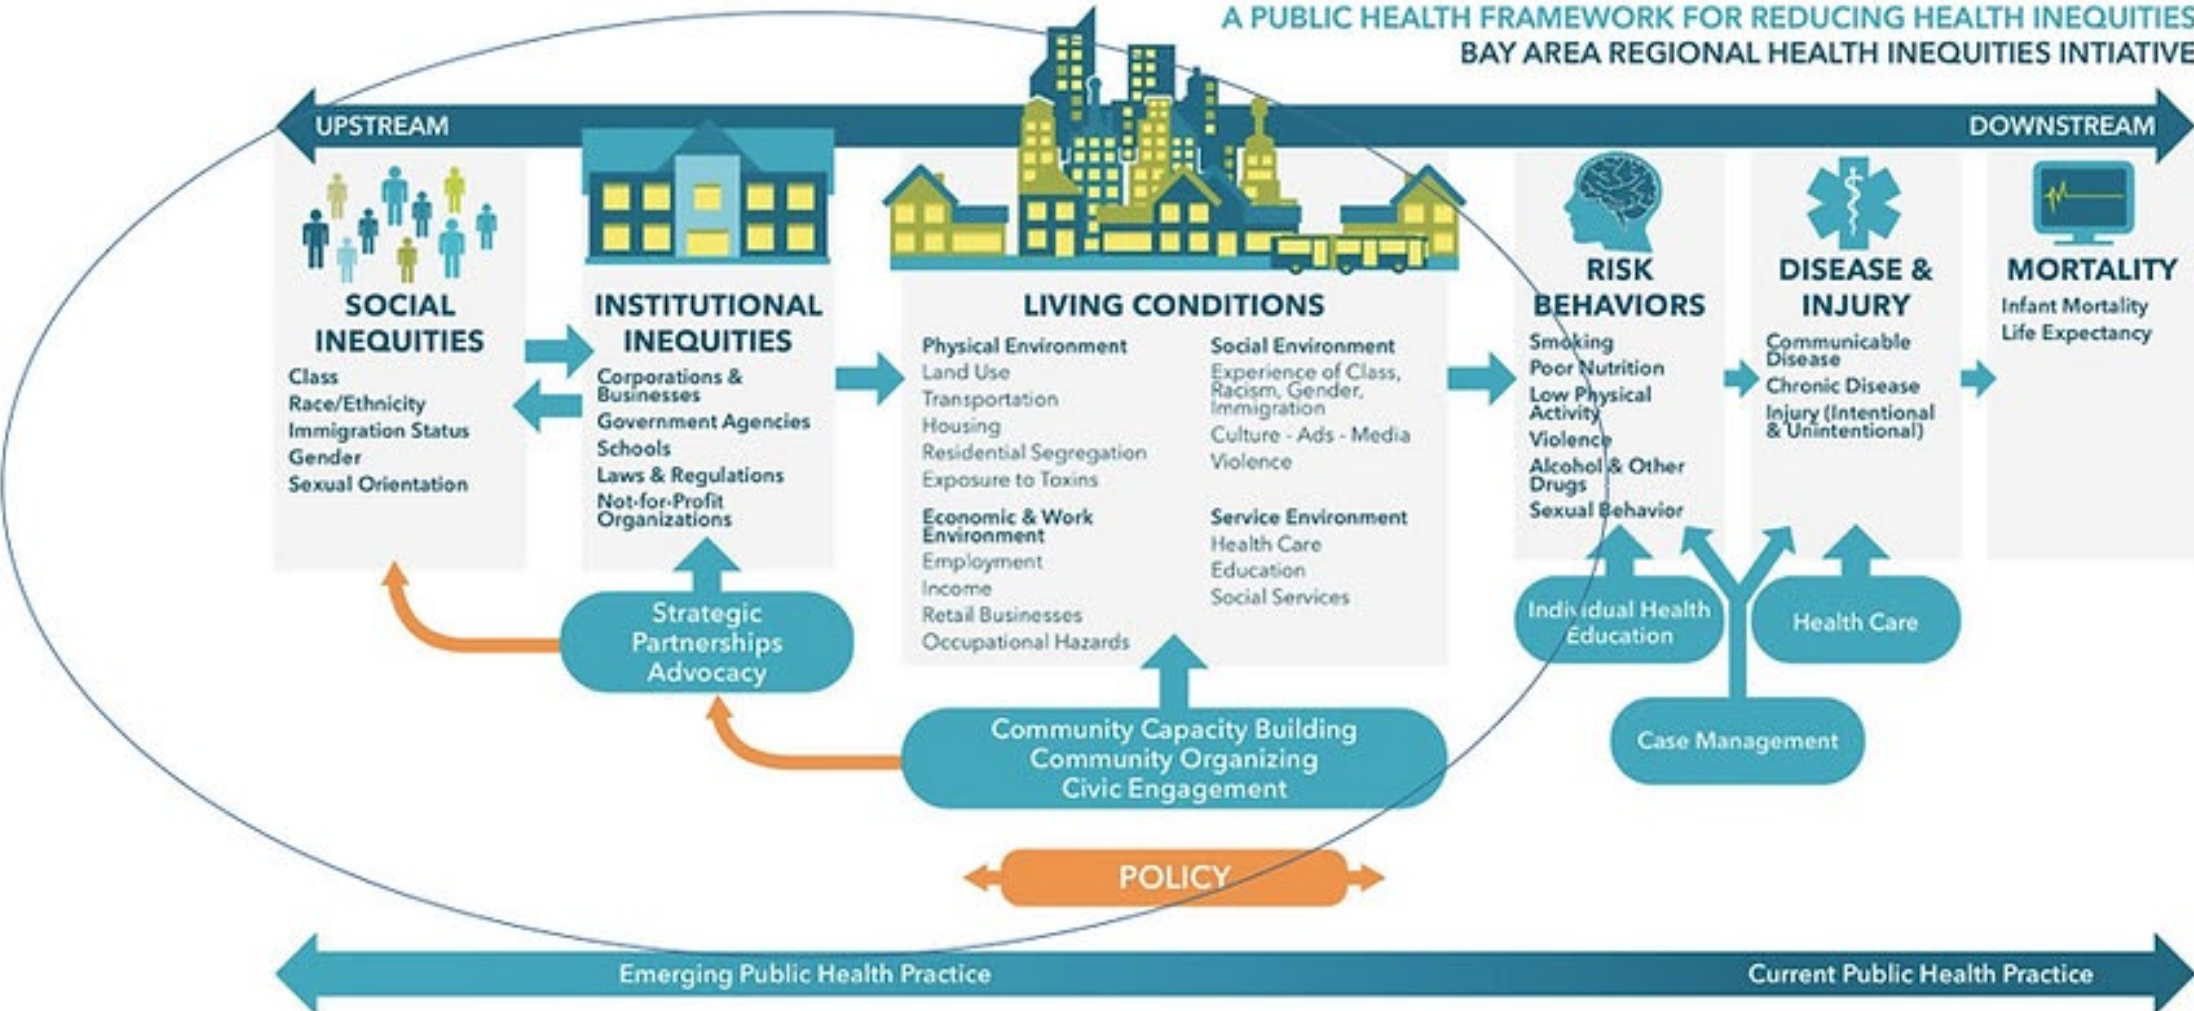 A PUBLIC HEALTH FRAMEWORK FOR REDUCING HEALTH INEQUITIES
BAY AREA REGIONAL HEALTH INEQUITIES INTIATIVE
UPSTREAM
DOWNSTREAM
SOCIAL
INEQUITIES
Class
Race/Ethnicity
Immigration Status
Gender
Sexual Orientation
INSTITUTIONAL
INEQUITIES
Corporations &
Businesses
Government Agencies
Schools
Laws & Regulations
Not-for-Profit
Organizations
LIVING CONDITIONS
Physical Environment
Land Use
Transportation
Housing
Residential Segregation
Exposure to Toxins
Economic & Work
Environment
Employment
Income
Retail Businesses
Occupational Hazards
Social Environment
Experience of Class,
Racism, Gender,
Immigration
Culture - Ads - Media
Violence
Service Environment
Health Care
Education
Social Services
RISK
BEHAVIORS
Smoking
Poor Nutrition
Low Physical
Activity
Violence
Alcohol & Other
Drugs
Sexual Behavior
DISEASE &
INJURY
Communicable
Disease
Chronic Disease
Injury (Intentional
& Unintentional)
MORTALITY
Infant Mortality
Life Expectancy
Strategic
Partnerships
Advocacy
Community Capacity Building
Community Organizing
Civic Engagement
Individual Health
Education
Health Care
Case Management
POLICY
Emerging Public Health Practice
Current Public Health Practice